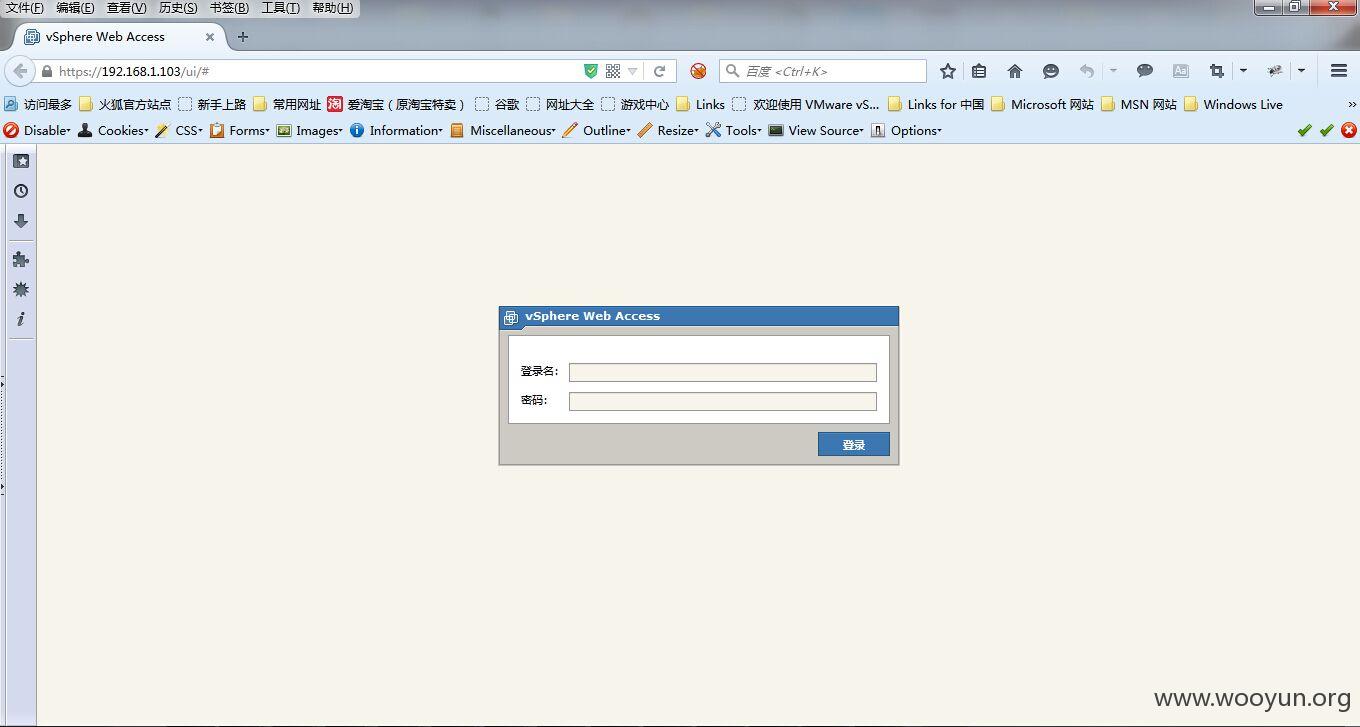 文件(F) 编辑(E) 查看(V) 历史(S) 书签(B) 工具(T) 帮助(H)
vSphere Web Access
https://192.168.1.103/ui/#
百度 <Ctrl+K>
访问最多 火狐官方站点 新手上路 常用网址 淘 爱淘宝（原淘宝特卖） 谷歌 网址大全 游戏中心 Links 欢迎使用 VMware vS... Links for 中国 Microsoft 网站 MSN 网站 Windows Live
Disable Cookies CSS Forms Images Information Miscellaneous Outline Resize Tools View Source Options
vSphere Web Access
登录名:
密码:
登录
www.wooyun.org